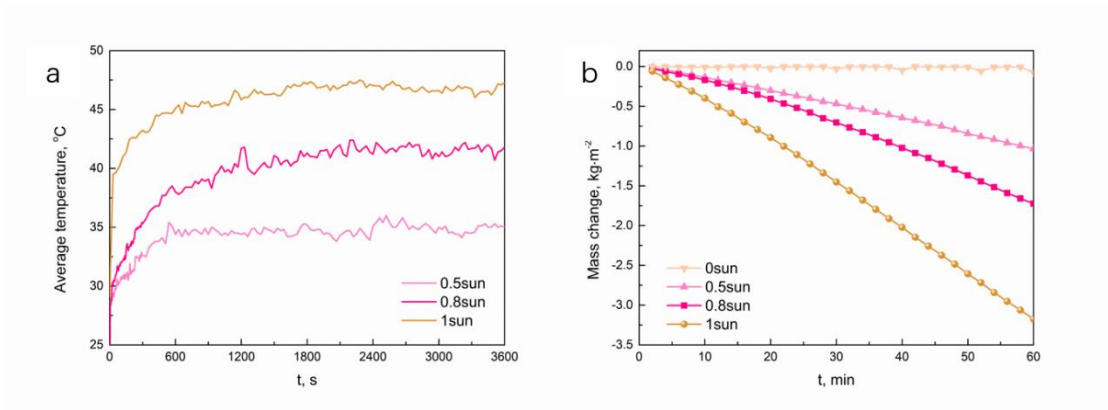 a
50
45
40
35
30
25
Average temperature, °C
0.5sun
0.8sun
1sun
0 600 1200 1800 2400 3000 3600
t, s
b
0.0
-0.5
-1.0
-1.5
-2.0
-2.5
-3.0
-3.5
Mass change, kg·m-2
0sun
0.5sun
0.8sun
1sun
0 10 20 30 40 50 60
t, min